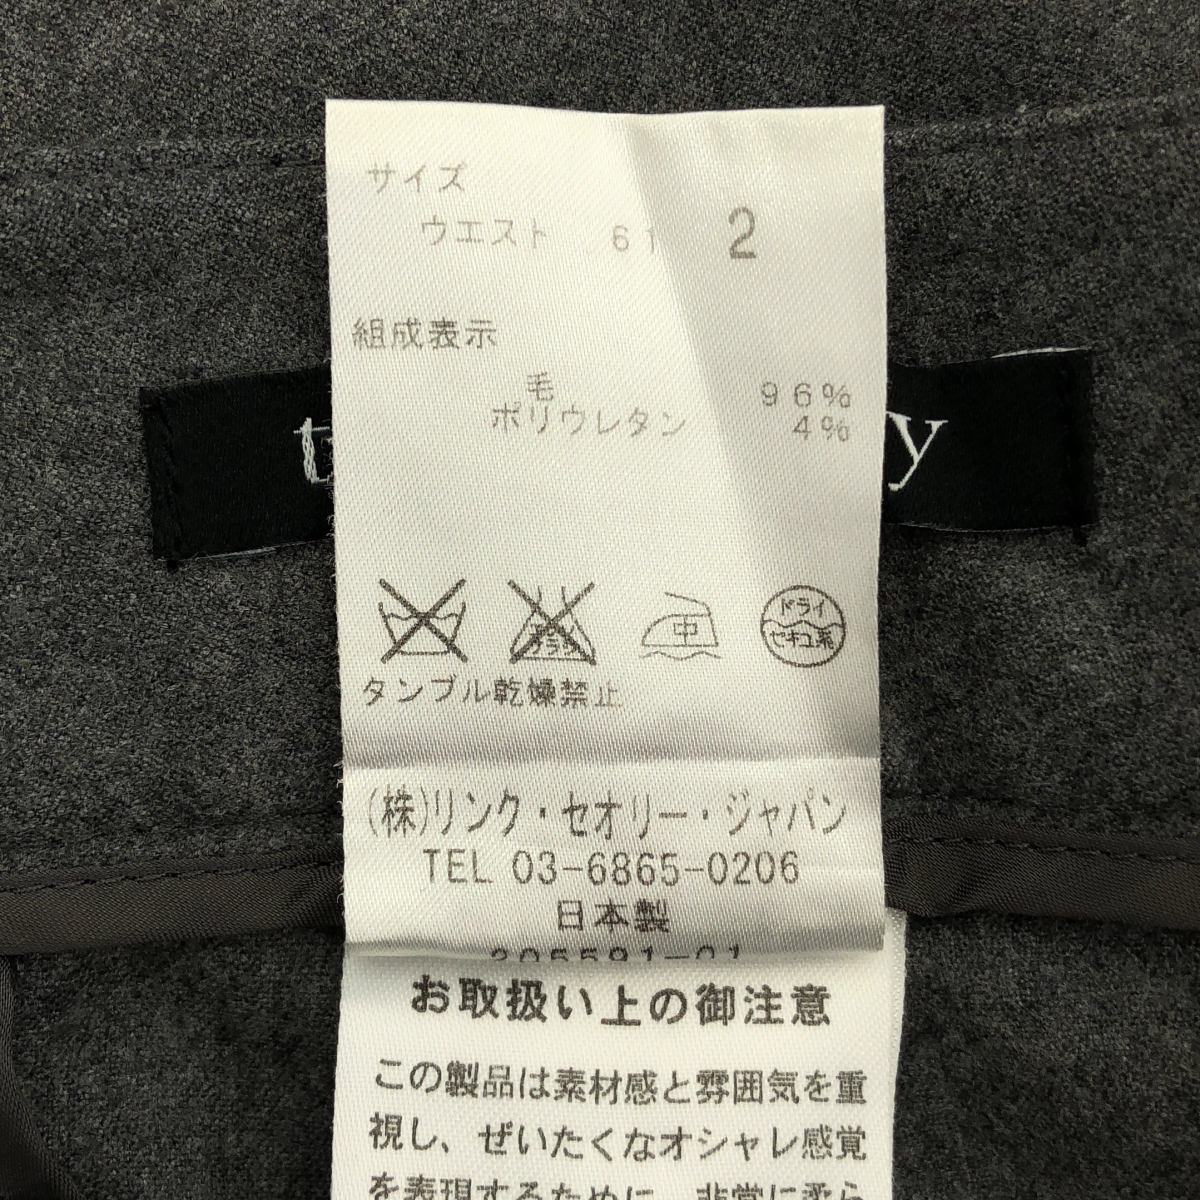 サイズ
ウエスト 61 2
組成表示
毛 96%
ポリウレタン 4%
t y
中
ドライ
セキユ系
タンブル乾燥禁止
(株)リンク・セオリー・ジャパン
TEL 03-6865-0206
日本製
205591-01
お取扱い上の御注意
この製品は素材感と雰囲気を重
視し、ぜいたくなオシャレ感覚
を表現するために、非常に柔ら